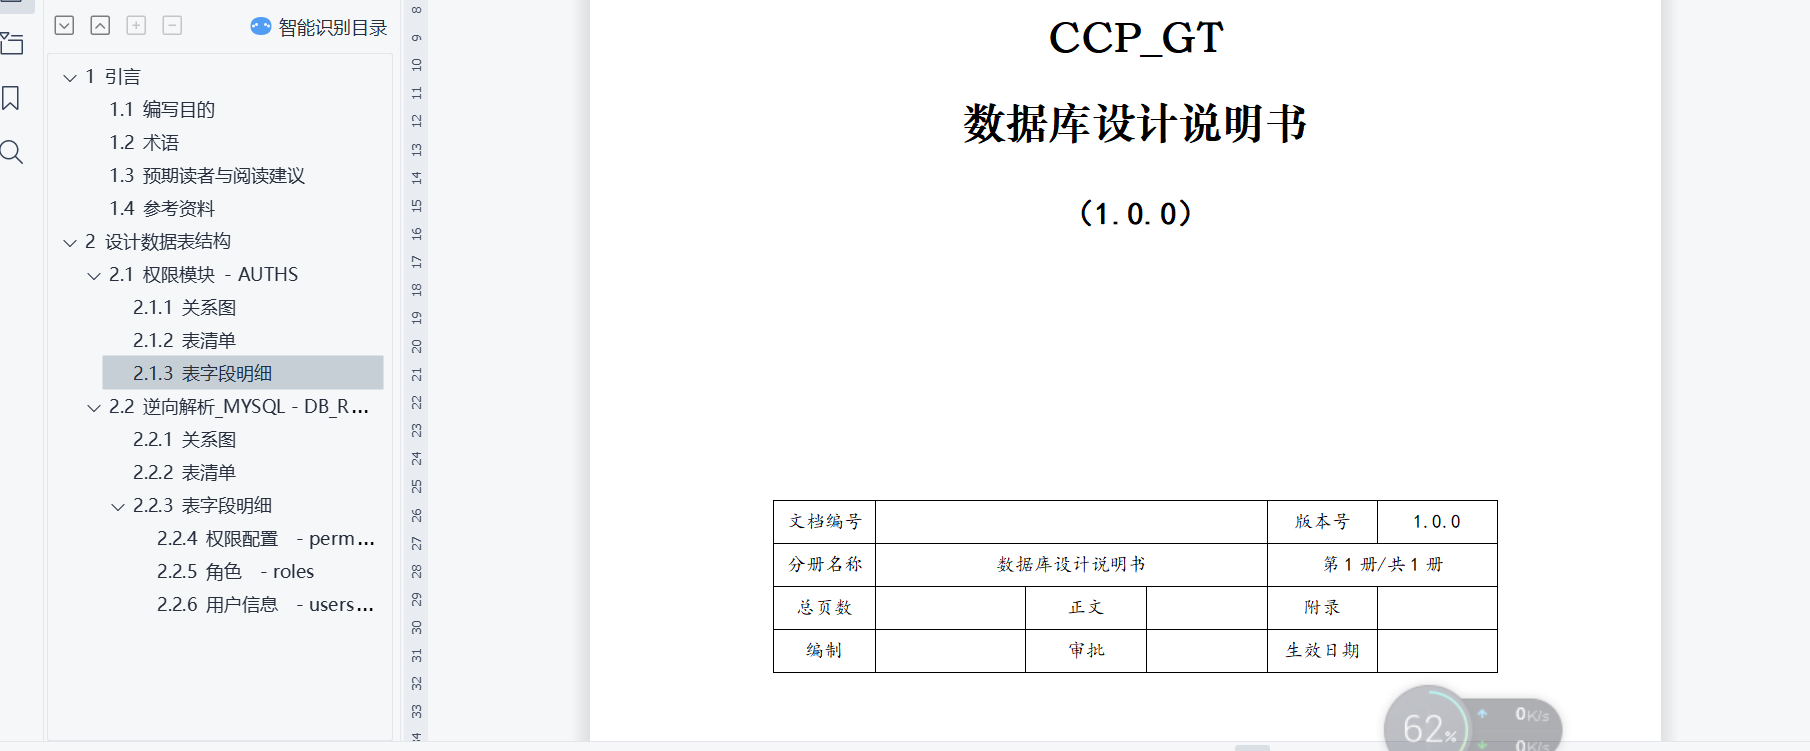 智能识别目录
1 引言
1.1 编写目的
1.2 术语
1.3 预期读者与阅读建议
1.4 参考资料
2 设计数据表结构
2.1 权限模块 - AUTHS
2.1.1 关系图
2.1.2 表清单
2.1.3 表字段明细
2.2 逆向解析_MYSQL - DB_R...
2.2.1 关系图
2.2.2 表清单
2.2.3 表字段明细
2.2.4 权限配置 - perm...
2.2.5 角色 - roles
2.2.6 用户信息 - users...
8
9
10
11
12
13
14
15
16
17
18
19
20
21
22
23
24
25
26
27
28
29
30
31
32
33
34
CCP_GT
数据库设计说明书
（1.0.0）
文档编号 版本号 1.0.0
分册名称 数据库设计说明书 第 1 册/共 1 册
总页数 正文 附录
编制 审批 生效日期
62% 0K/s
0K/s